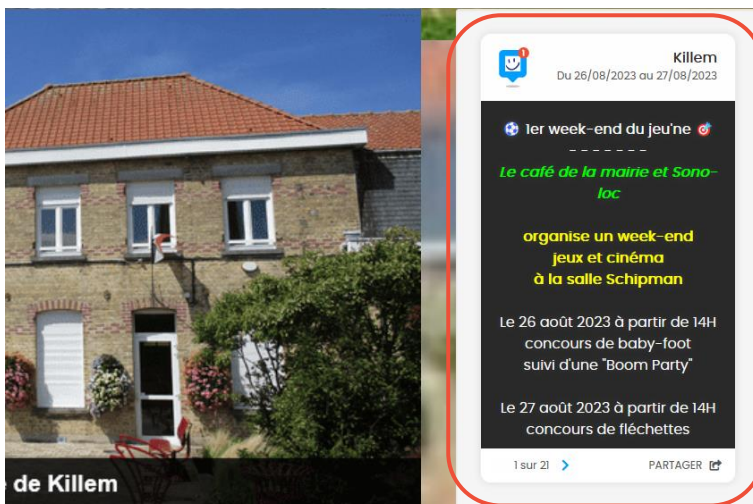 Killem
Du 26/08/2023 au 27/08/2023
1er week-end du jeu'ne
- - - - - - -
Le café de la mairie et Sono-
loc
organise un week-end
jeux et cinéma
à la salle Schipman
Le 26 août 2023 à partir de 14H
concours de baby-foot
suivi d'une "Boom Party"
Le 27 août 2023 à partir de 14H
concours de fléchettes
1 sur 21
PARTAGER
de Killem